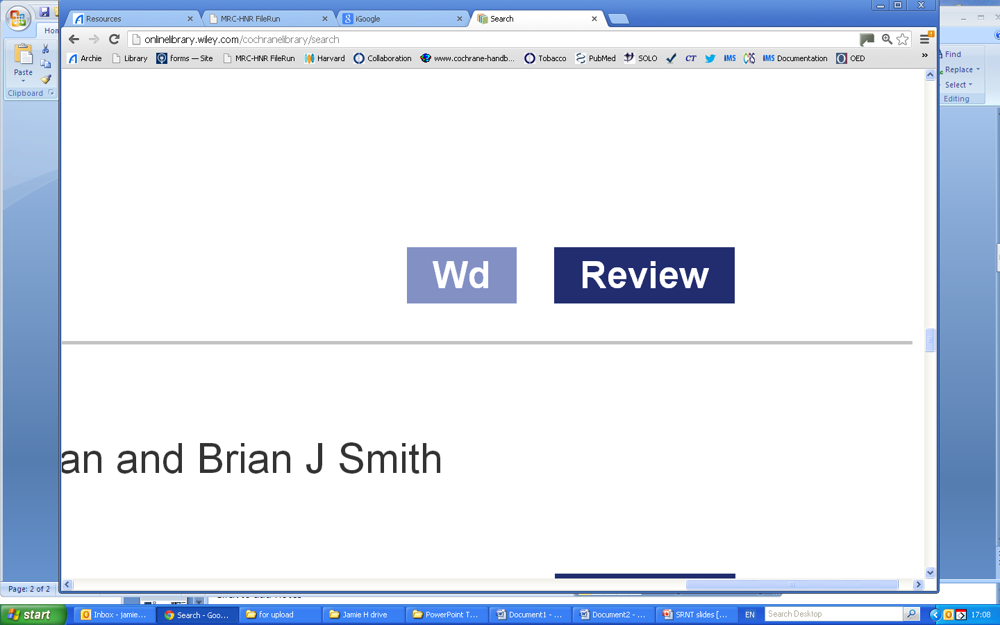 Resources
MRC-HNR FileRun
iGoogle
Search
onlinelibrary.wiley.com/cochranelibrary/search
Archie
Library
forms — Site
MRC-HNR FileRun
Harvard
Collaboration
www.cochrane-handb...
Tobacco
PubMed
SOLO
CT
IMS
CRS
IMS Documentation
OED
»
Paste
Clipboard
Find
Replace
Select
Editing
Wd
Review
an and Brian J Smith
Page: 2 of 2
start
Inbox - jamie...
Search - Goo...
for upload
Jamie H drive
PowerPoint T...
Document1 - ...
Document2 - ...
SRNT slides [...
EN
Search Desktop
17:08